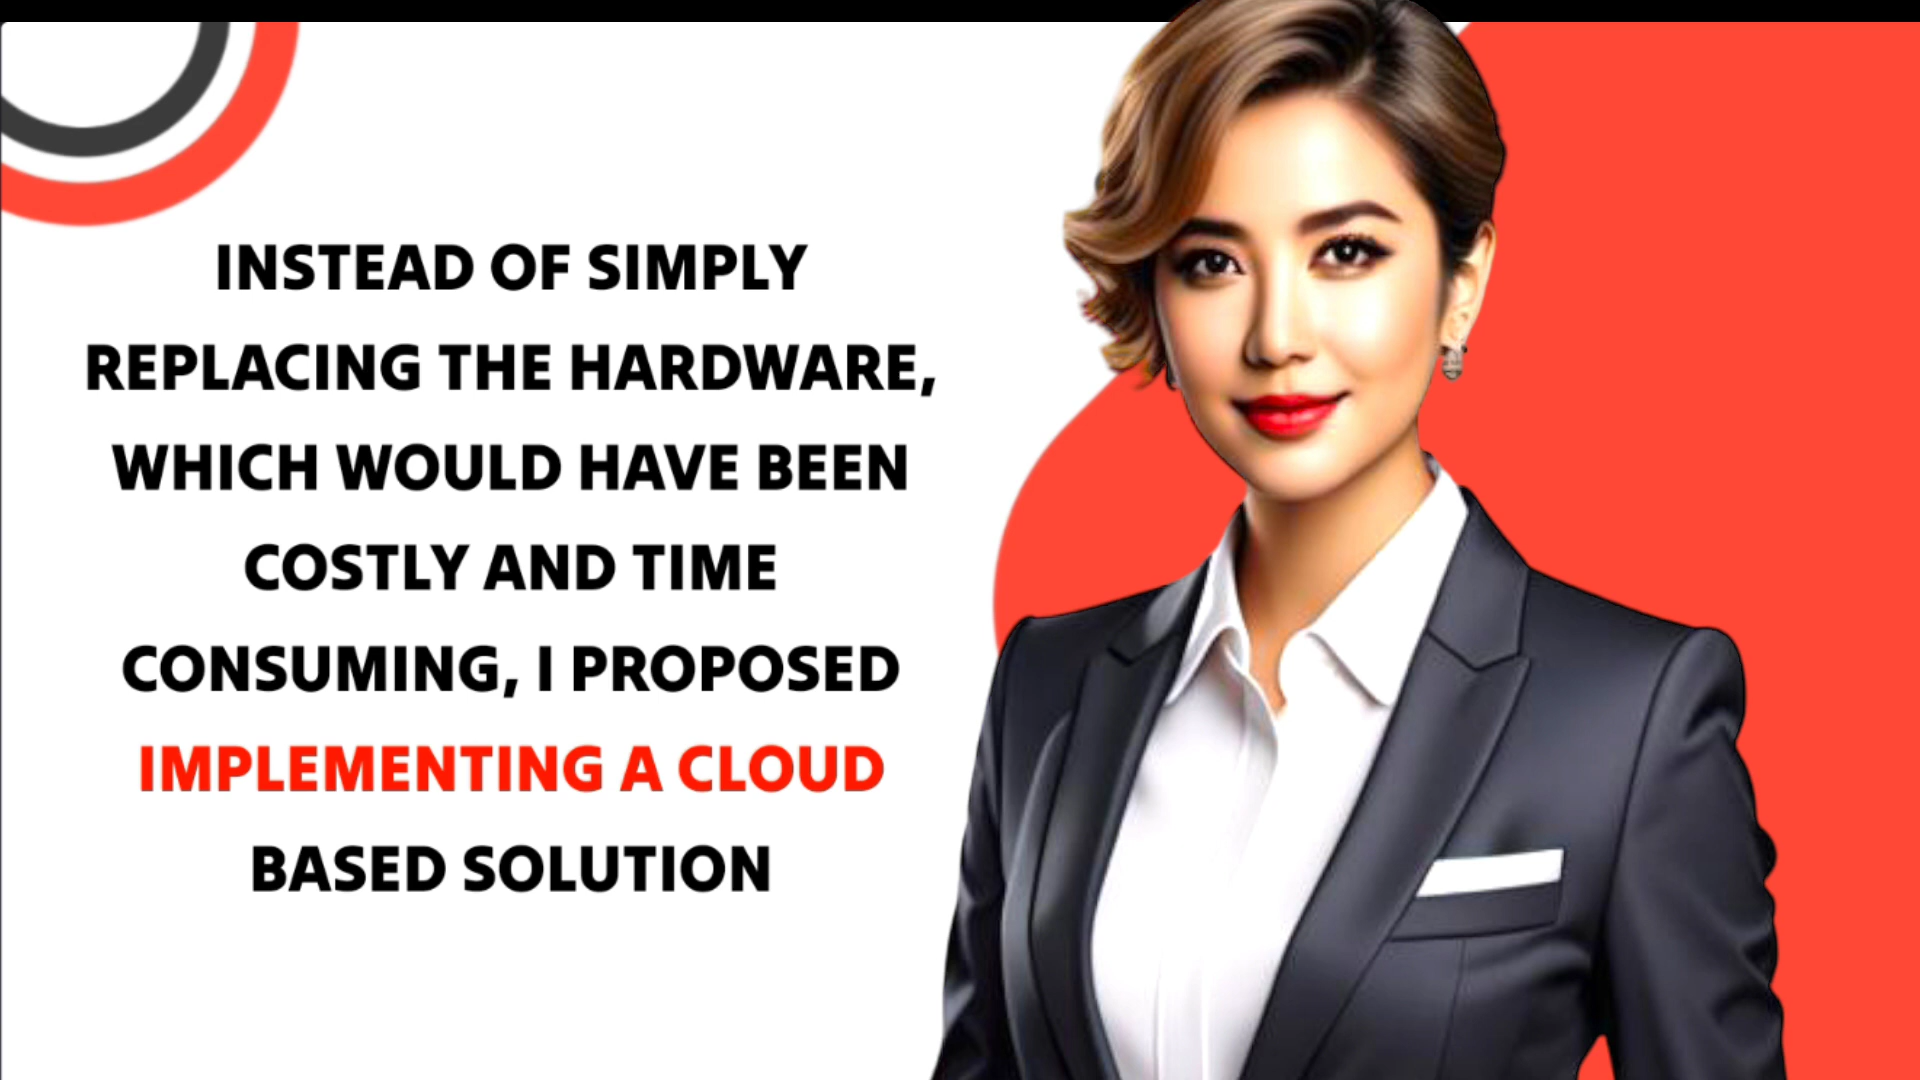 INSTEAD OF SIMPLY
REPLACING THE HARDWARE,
WHICH WOULD HAVE BEEN
COSTLY AND TIME
CONSUMING, I PROPOSED
IMPLEMENTING A CLOUD
BASED SOLUTION